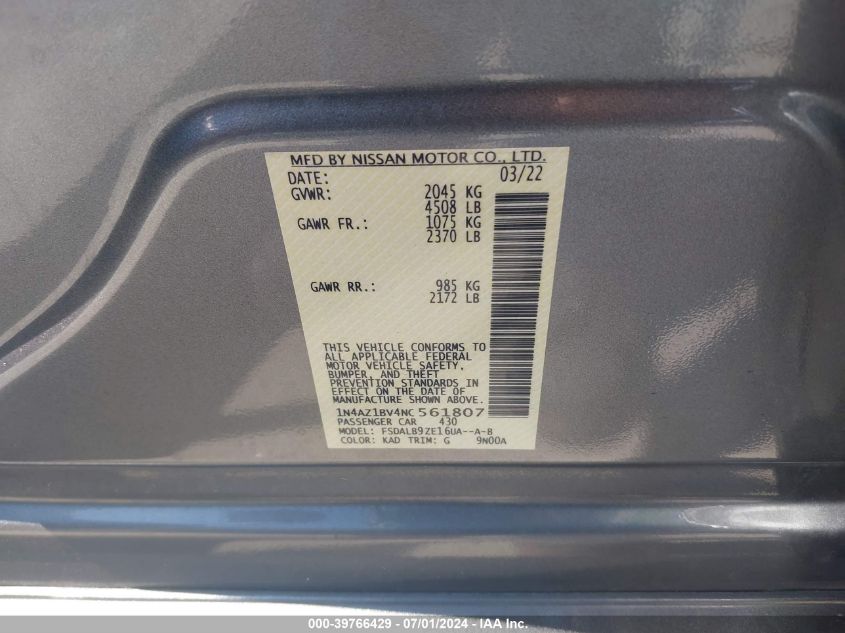 MFD BY NISSAN MOTOR CO., LTD.
DATE: 03/22
GVWR: 2045 KG
4508 LB
GAWR FR.: 1075 KG
2370 LB
GAWR RR.: 985 KG
2172 LB
THIS VEHICLE CONFORMS TO
ALL APPLICABLE FEDERAL
MOTOR VEHICLE SAFETY,
BUMPER, AND THEFT
PREVENTION STANDARDS IN
EFFECT ON THE DATE OF
MANUFACTURE SHOWN ABOVE.
1N4AZ1BV4NC561807
PASSENGER CAR 430
MODEL: FSDALB9ZE16UA--A-B
COLOR: KAD TRIM: G 9N00A
000-39766429 - 07/01/2024 - IAA, Inc.